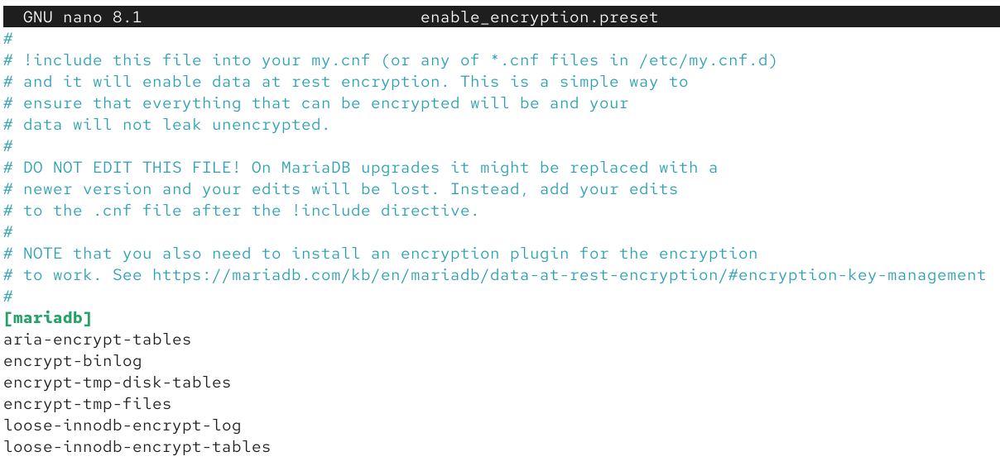 GNU nano 8.1 enable_encryption.preset
#
# !include this file into your my.cnf (or any of *.cnf files in /etc/my.cnf.d)
# and it will enable data at rest encryption. This is a simple way to
# ensure that everything that can be encrypted will be and your
# data will not leak unencrypted.
#
# DO NOT EDIT THIS FILE! On MariaDB upgrades it might be replaced with a
# newer version and your edits will be lost. Instead, add your edits
# to the .cnf file after the !include directive.
#
# NOTE that you also need to install an encryption plugin for the encryption
# to work. See https://mariadb.com/kb/en/mariadb/data-at-rest-encryption/#encryption-key-management
#
[mariadb]
aria-encrypt-tables
encrypt-binlog
encrypt-tmp-disk-tables
encrypt-tmp-files
loose-innodb-encrypt-log
loose-innodb-encrypt-tables